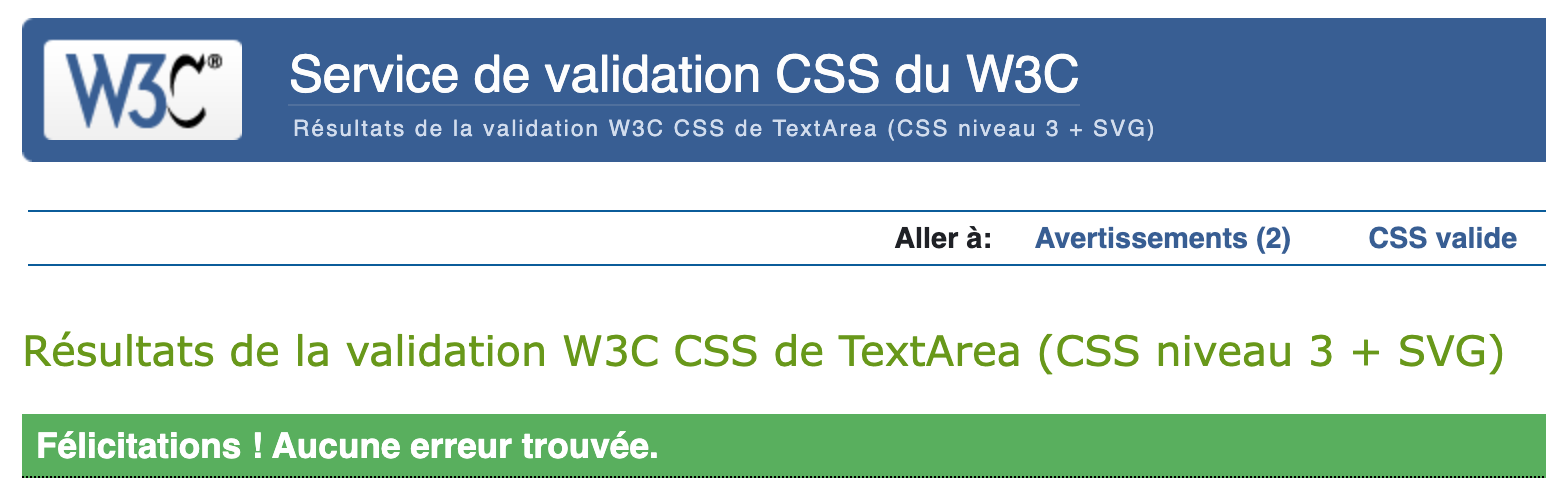 W3C®
Service de validation CSS du W3C
Résultats de la validation W3C CSS de TextArea (CSS niveau 3 + SVG)
Aller à: Avertissements (2) CSS valide
Résultats de la validation W3C CSS de TextArea (CSS niveau 3 + SVG)
Félicitations ! Aucune erreur trouvée.